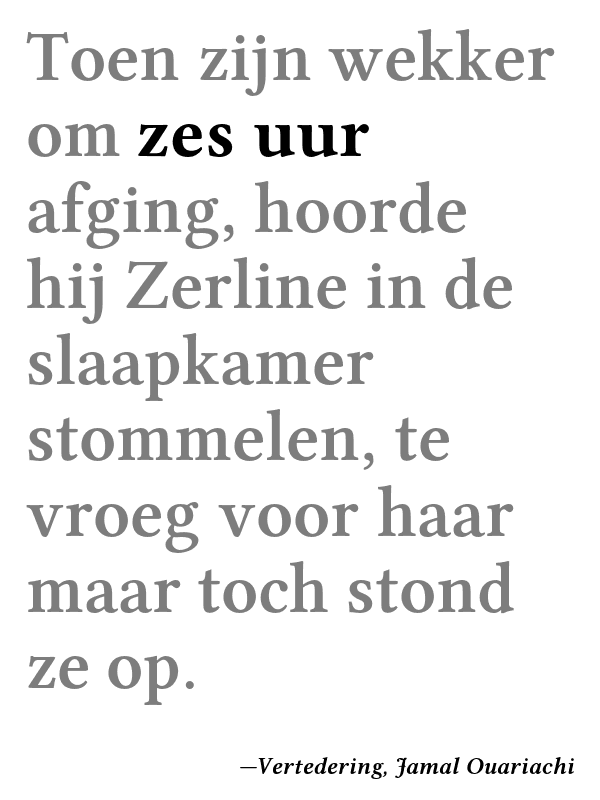 Toen zijn wekker
om zes uur
afging, hoorde
hij Zerline in de
slaapkamer
stommelen, te
vroeg voor haar
maar toch stond
ze op.
—Vertedering, Jamal Ouariachi